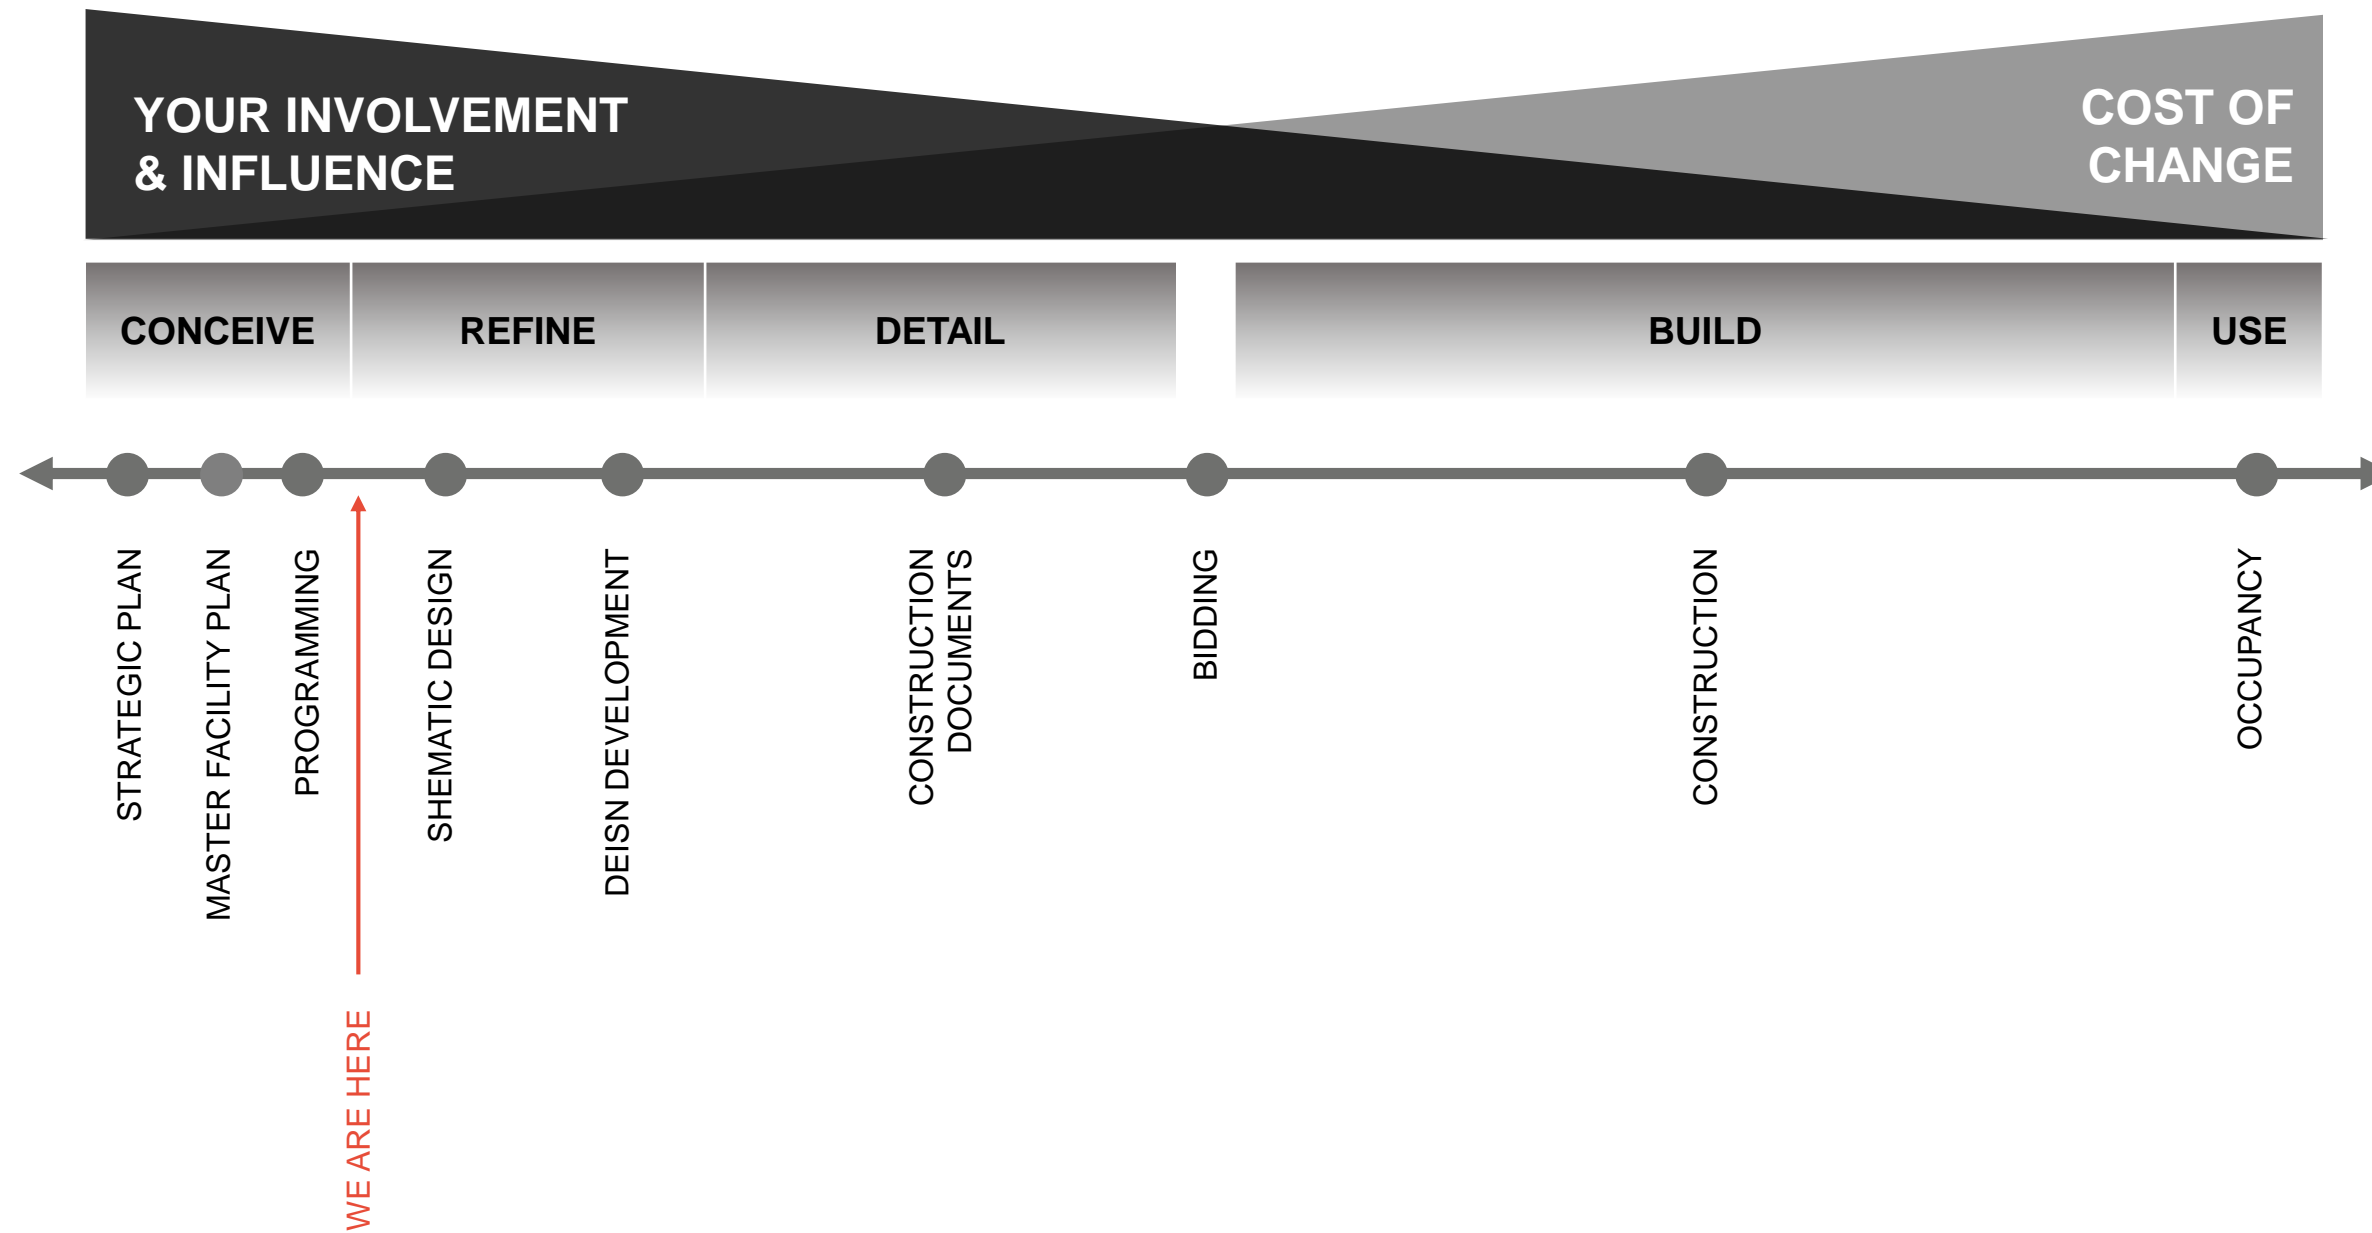 YOUR INVOLVEMENT
& INFLUENCE
COST OF
CHANGE
CONCEIVE
REFINE
DETAIL
BUILD
USE
STRATEGIC PLAN
MASTER FACILITY PLAN
PROGRAMMING
SHEMATIC DESIGN
DEISN DEVELOPMENT
CONSTRUCTION
DOCUMENTS
BIDDING
CONSTRUCTION
OCCUPANCY
WE ARE HERE